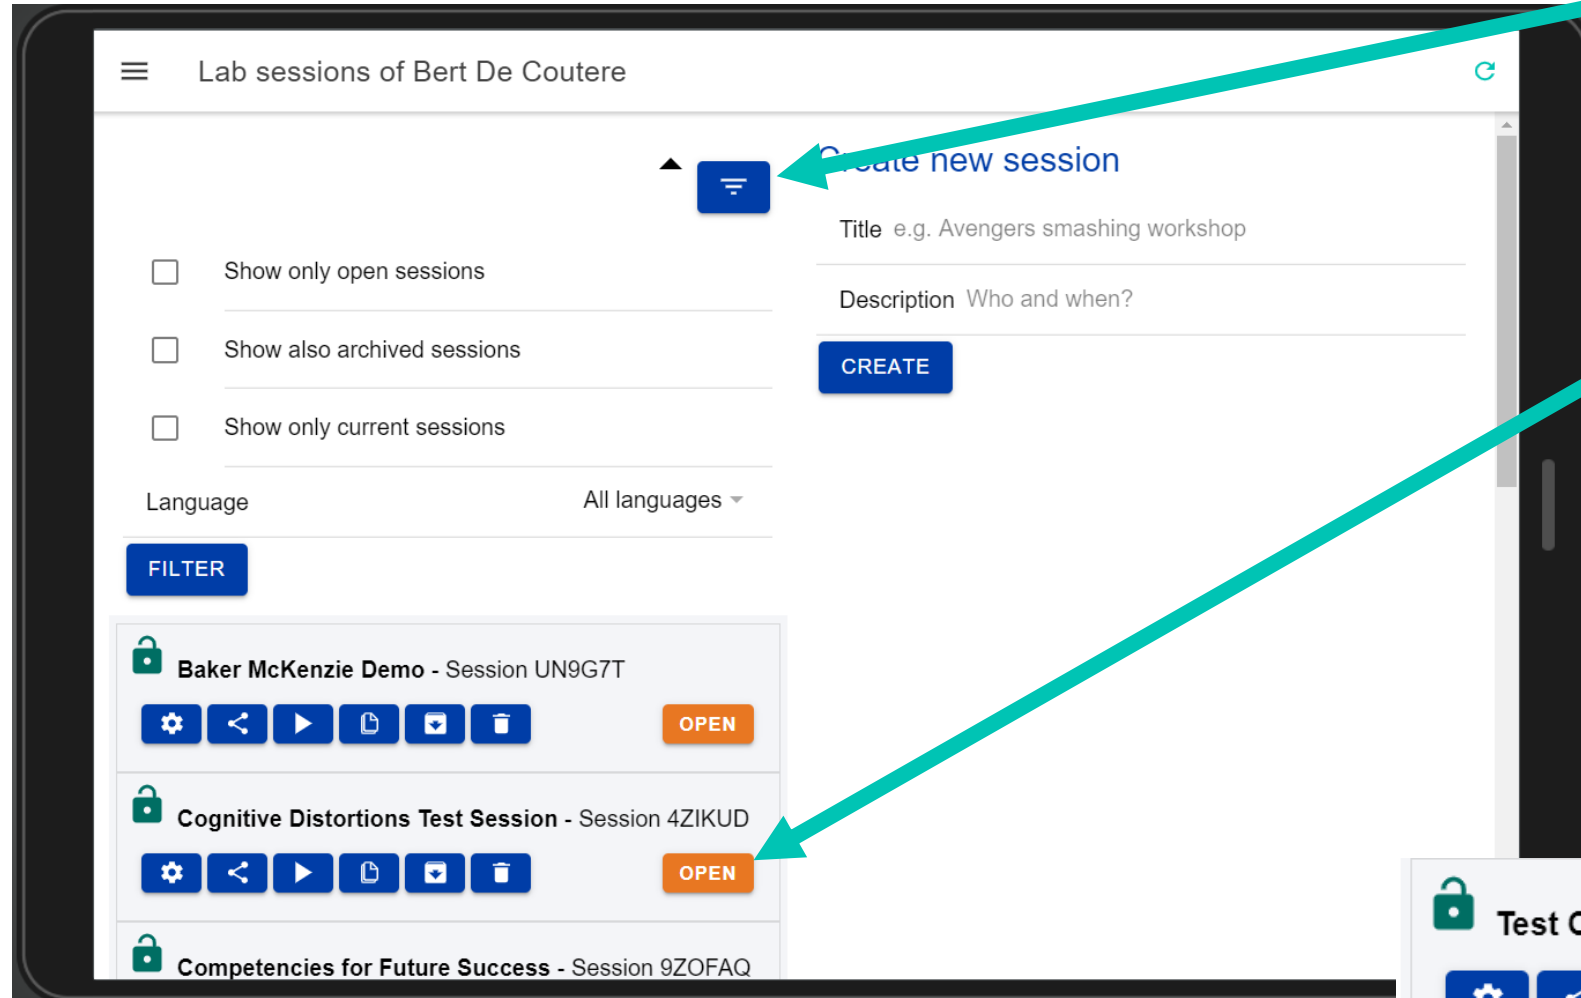 Lab sessions of Bert De Coutere
Show only open sessions
Show also archived sessions
Show only current sessions
Language All languages
FILTER
Baker McKenzie Demo - Session UN9G7T
OPEN
Cognitive Distortions Test Session - Session 4ZIKUD
OPEN
Competencies for Future Success - Session 9ZOFAQ
Create new session
Title e.g. Avengers smashing workshop
Description Who and when?
CREATE
Test